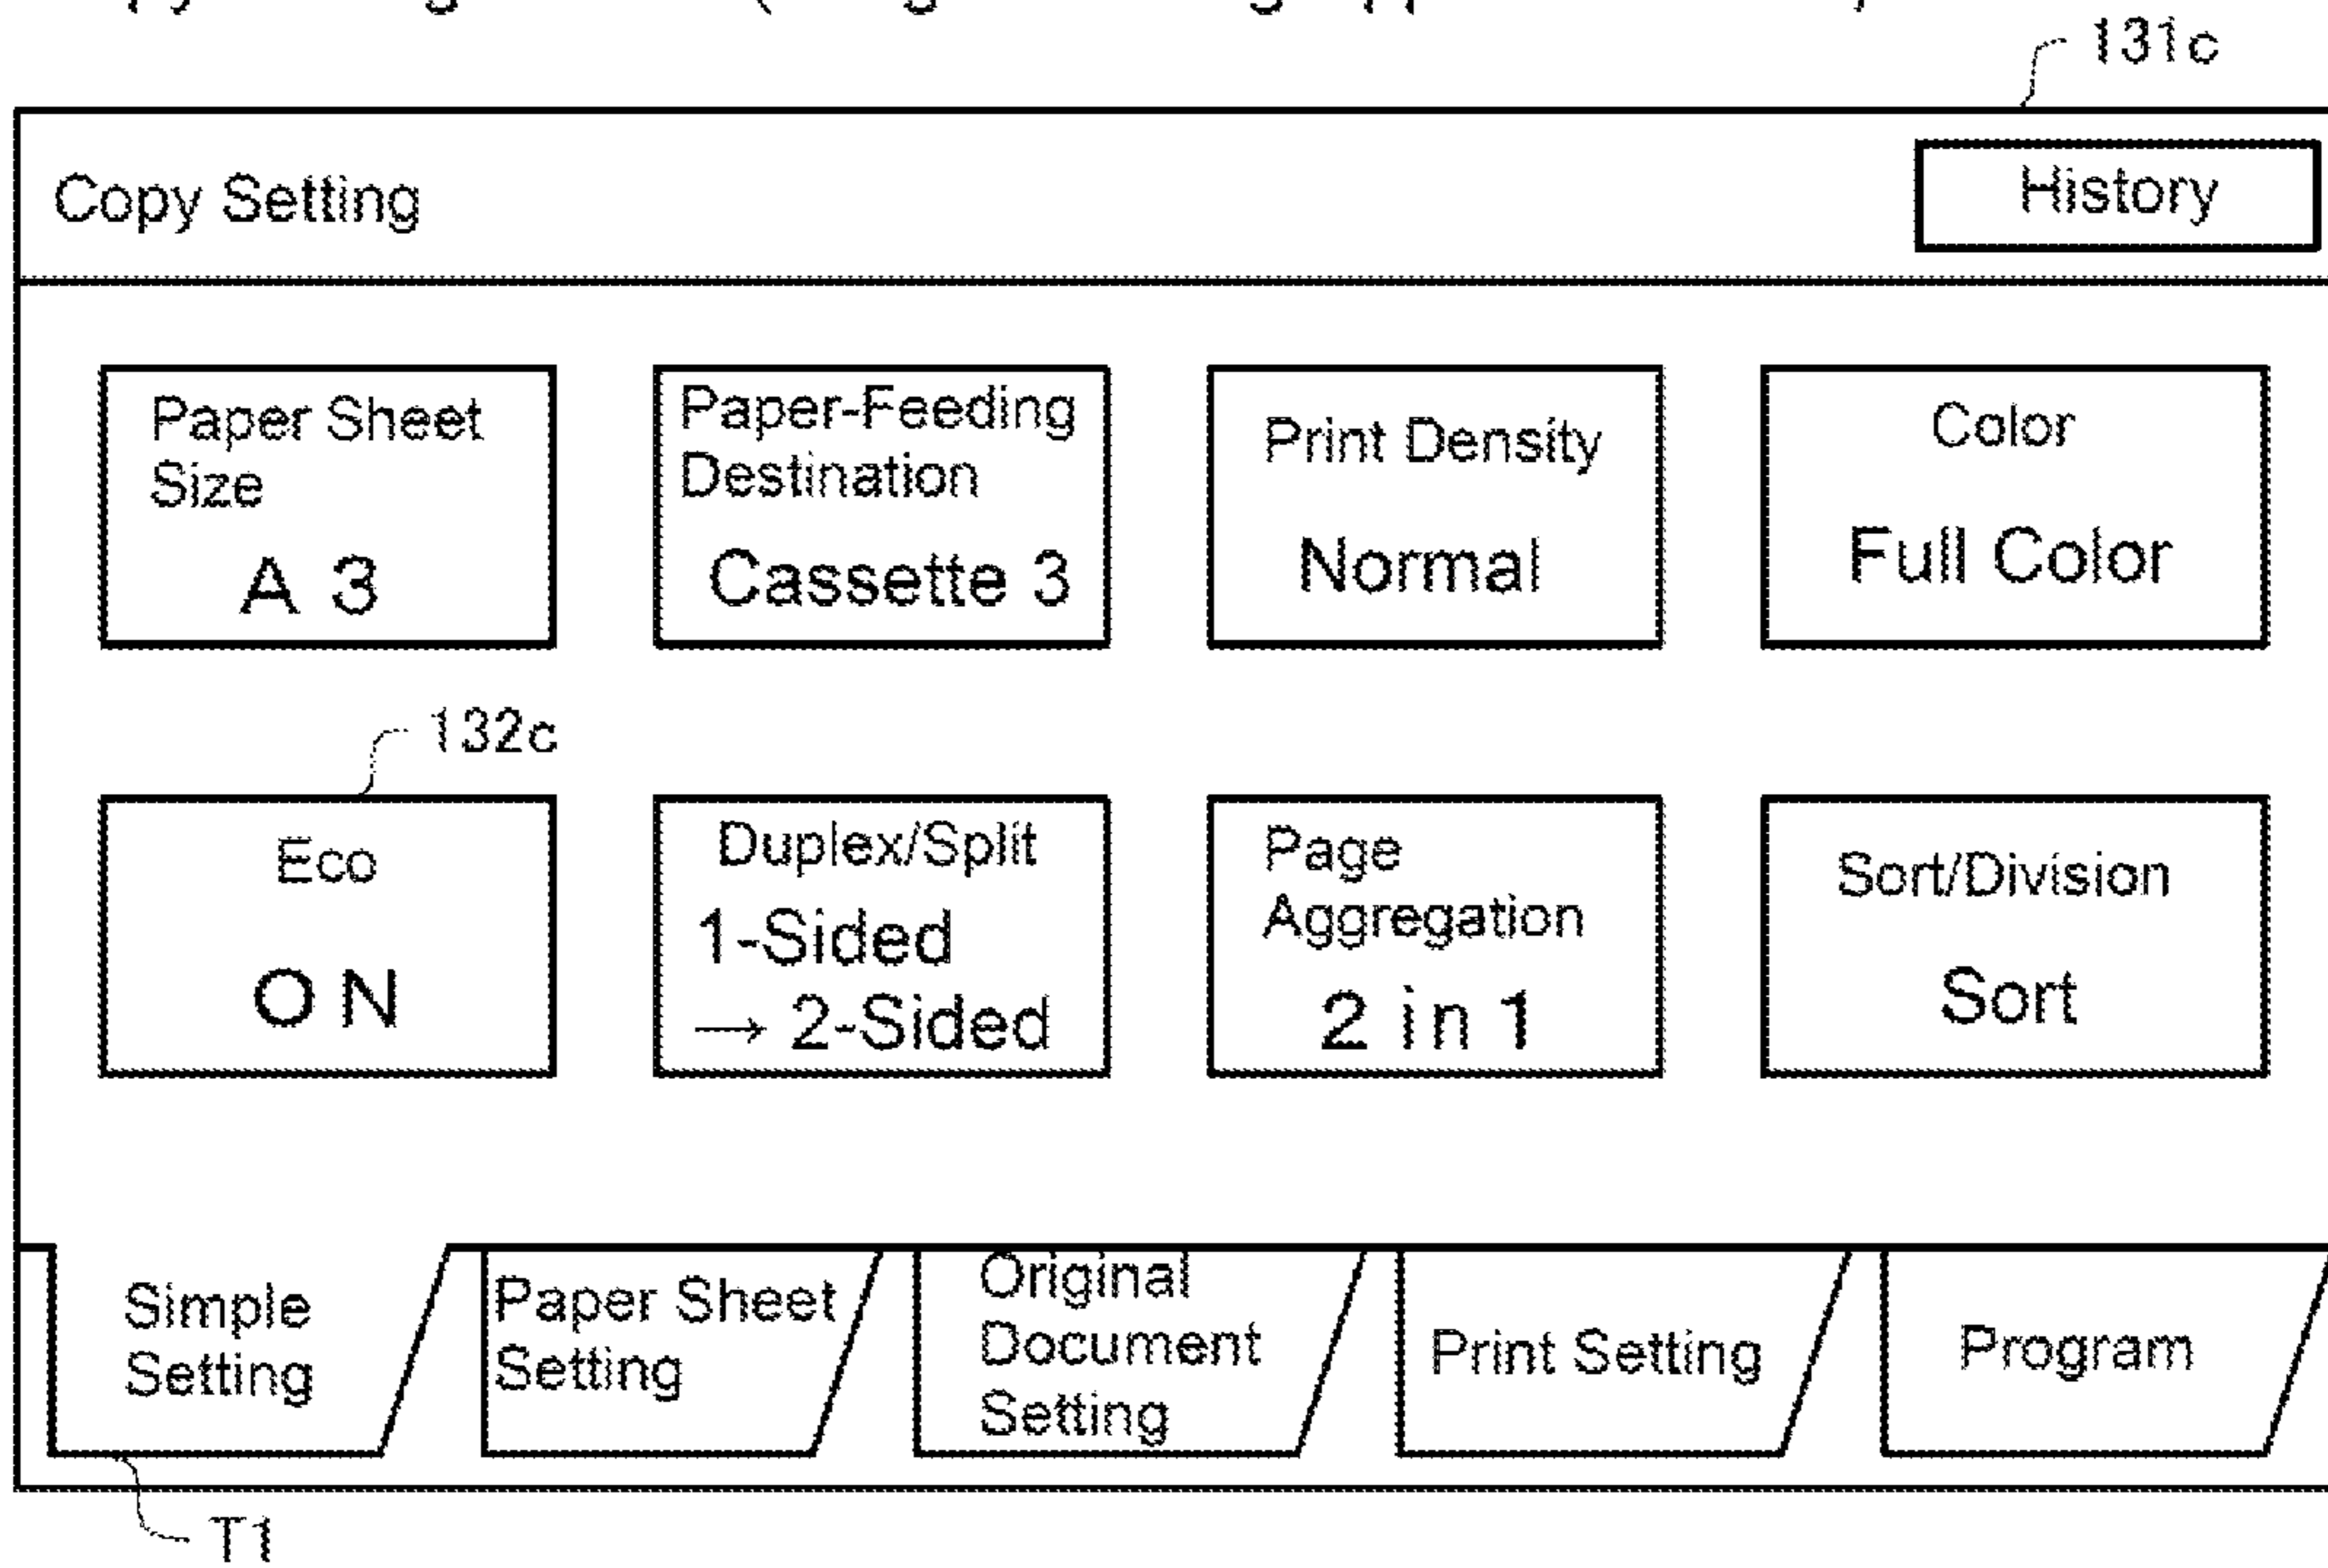 131c
Copy Setting
History
Paper Sheet
Size
A 3
Paper-Feeding
Destination
Cassette 3
Print Density
Normal
Color
Full Color
132c
Eco
ON
Duplex/Split
1-Sided
→ 2-Sided
Page
Aggregation
2 in 1
Sort/Division
Sort
Simple
Setting
Paper Sheet
Setting
Original
Document
Setting
Print Setting
Program
T1